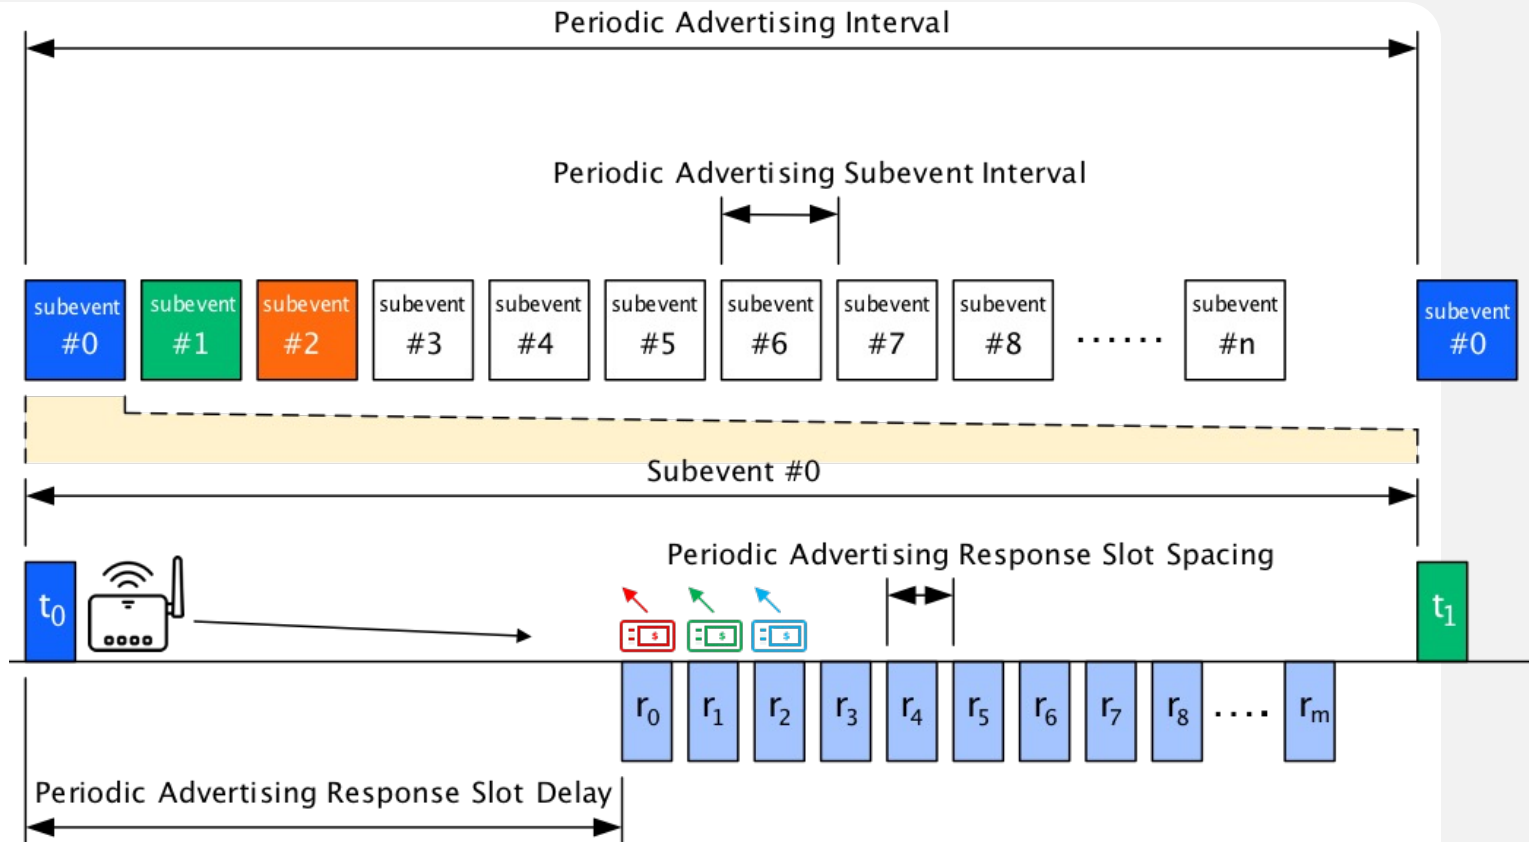 Periodic Advertising Interval
Periodic Advertising Subevent Interval
subevent #0
subevent #1
subevent #2
subevent #3
subevent #4
subevent #5
subevent #6
subevent #7
subevent #8
......
subevent #n
subevent #0
Subevent #0
Periodic Advertising Response Slot Spacing
t0
$
$
$
t1
r0
r1
r2
r3
r4
r5
r6
r7
r8
....
rm
Periodic Advertising Response Slot Delay